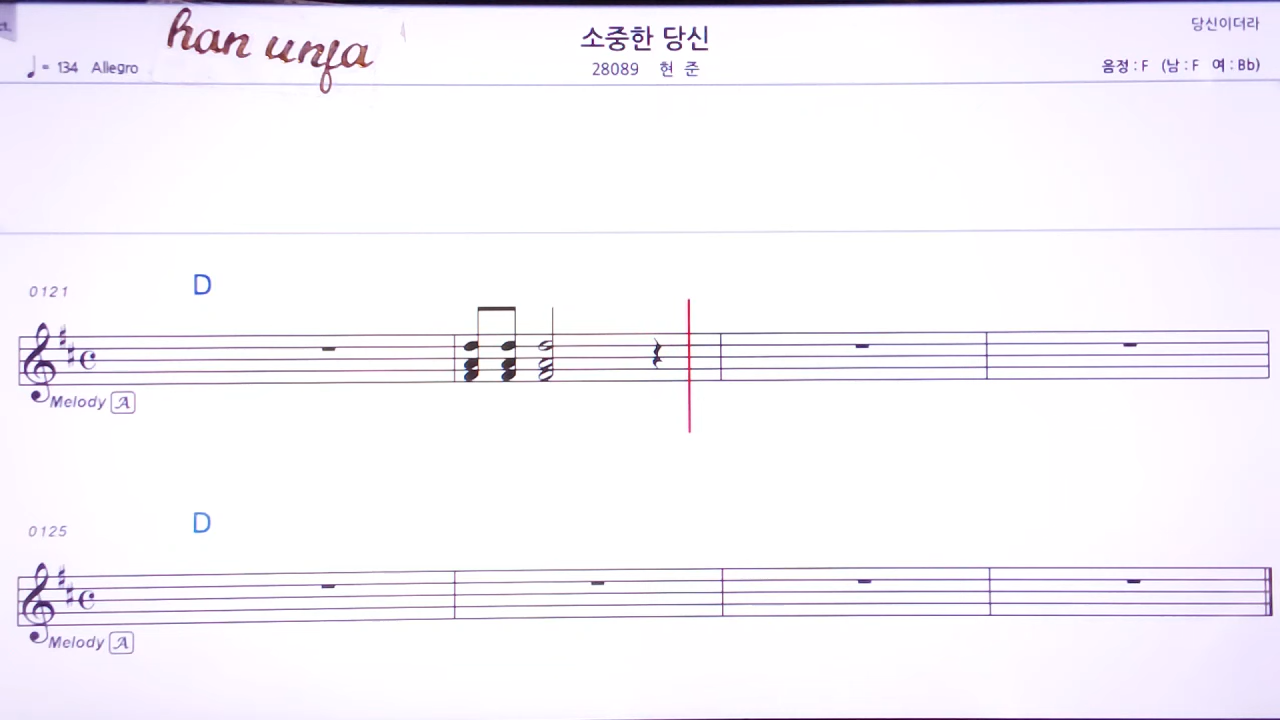 han unfa
소중한 당신
당신이더라
♩= 134 Allegro
28089 현 준
음정 : F (남 : F 여 : Bb)
0121
D
Melody A
0125
D
Melody A